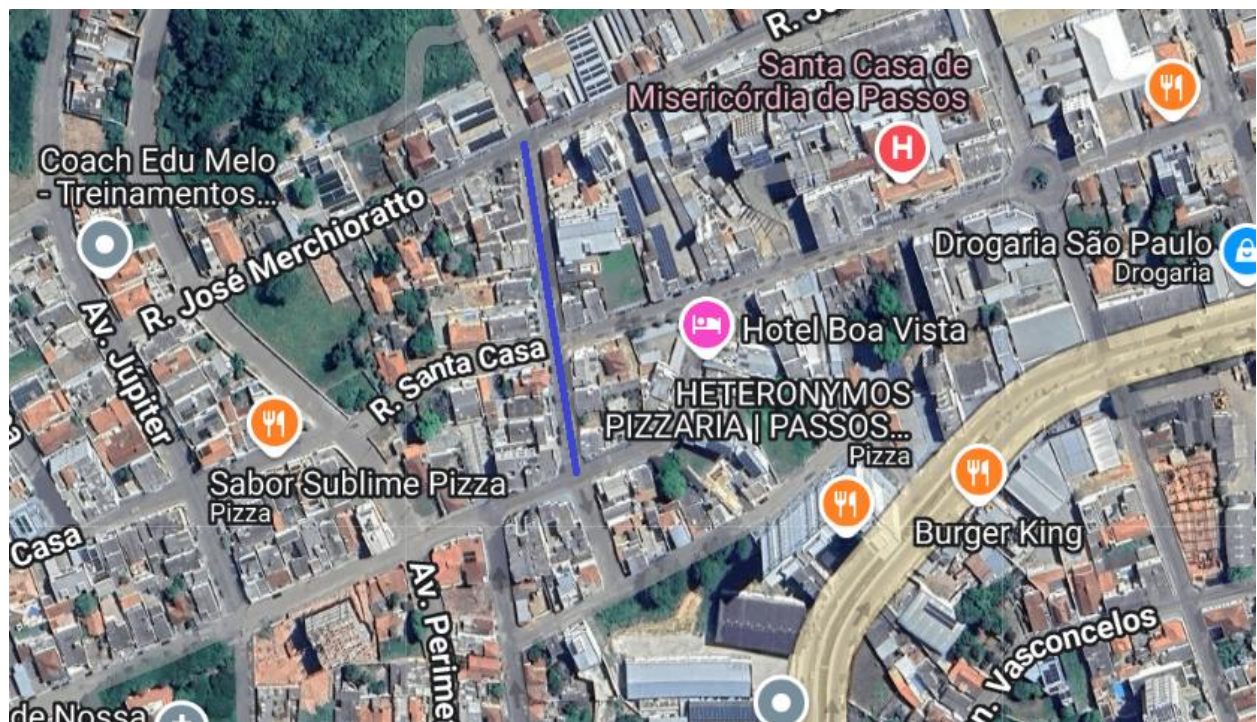 R. Jo
Santa Casa de
Misericórdia de Passos
H
Coach Edu Melo
- Treinamentos...
R. José Merchioratto
Drogaria São Paulo
Drogaria
Av. Júpiter
Hotel Boa Vista
R. Santa Casa
HETERONYMOS
PIZZARIA | PASSOS...
Pizza
Sabor Sublime Pizza
Pizza
Burger King
Casa
Av. Perime
n. Vasconcelos
de Nossa